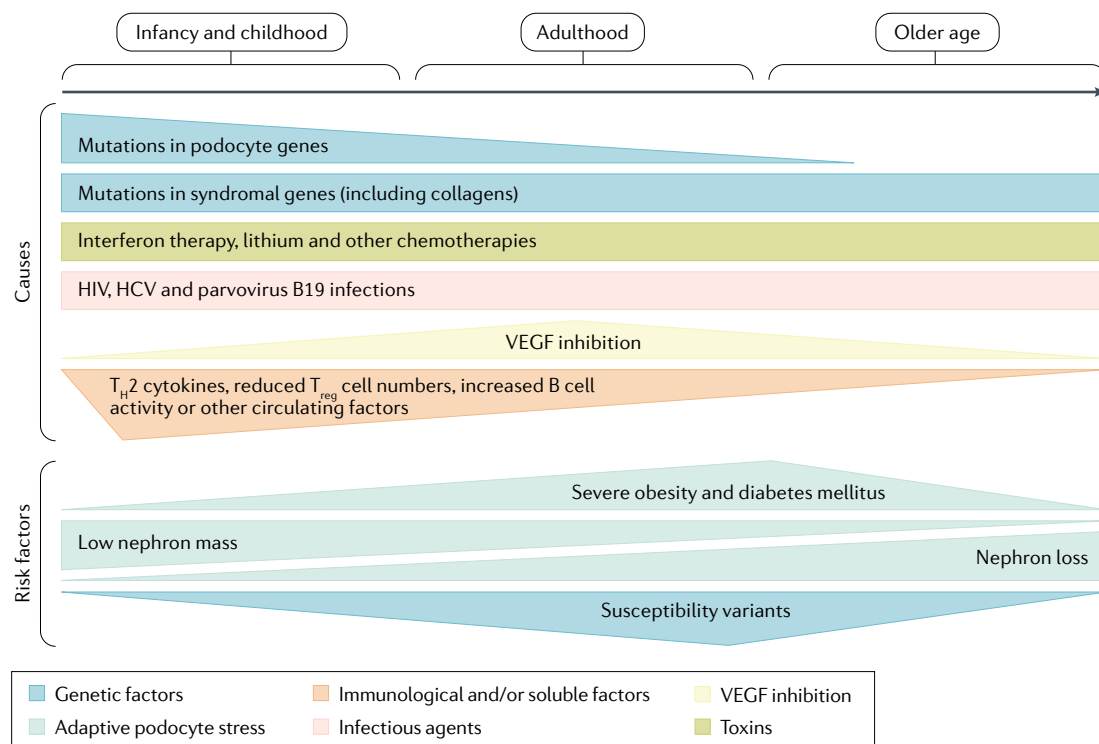 Infancy and childhood
Adulthood
Older age
Causes
Mutations in podocyte genes
Mutations in syndromal genes (including collagens)
Interferon therapy, lithium and other chemotherapies
HIV, HCV and parvovirus B19 infections
VEGF inhibition
T_H2 cytokines, reduced T_reg cell numbers, increased B cell
activity or other circulating factors
Risk factors
Severe obesity and diabetes mellitus
Low nephron mass
Nephron loss
Susceptibility variants
Genetic factors
Immunological and/or soluble factors
VEGF inhibition
Adaptive podocyte stress
Infectious agents
Toxins